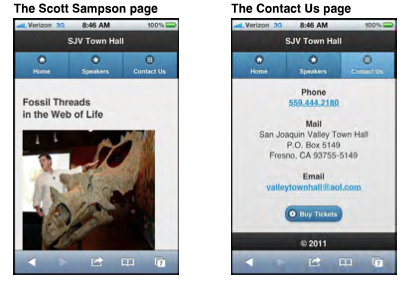 The Scott Sampson page
Verizon 3G 8:46 AM 100%
SJV Town Hall
Home Speakers Contact Us
Fossil Threads
in the Web of Life
7
The Contact Us page
Verizon 3G 8:46 AM 100%
SJV Town Hall
Home Speakers Contact Us
Phone
559.444.2180
Mail
San Joaquin Valley Town Hall
P.O. Box 5149
Fresno, CA 93755-5149
Email
valleytownhall@aol.com
Buy Tickets
© 2011
7